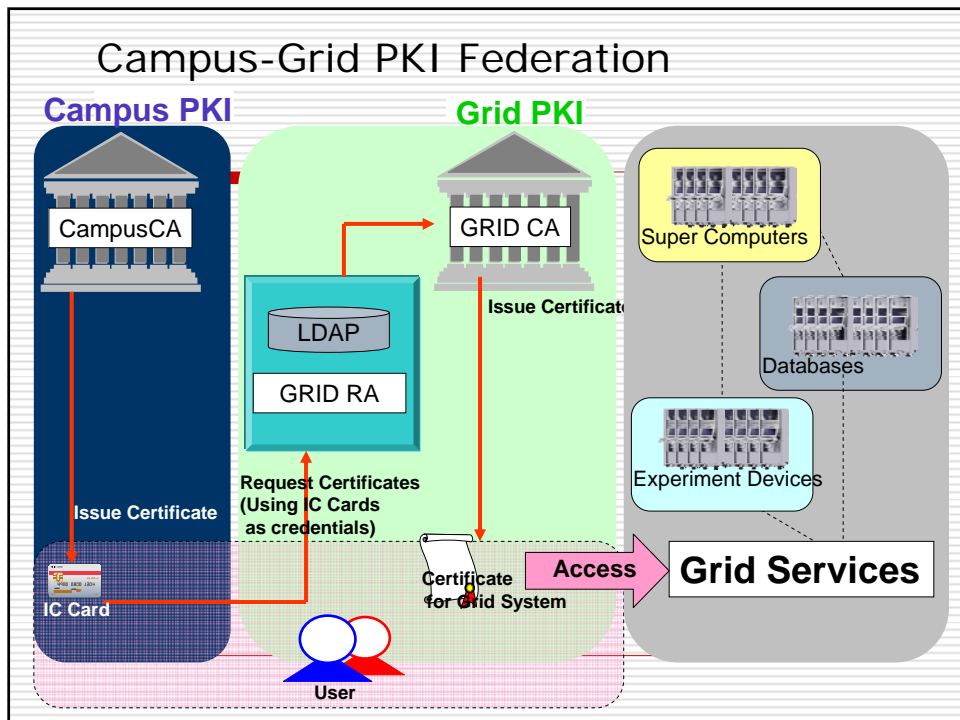 Campus-Grid PKI Federation
Campus PKI
Grid PKI
CampusCA
GRID CA
Super Computers
Issue Certificate
LDAP
Databases
GRID RA
Experiment Devices
Request Certificates
(Using IC Cards
as credentials)
Issue Certificate
Certificate
for Grid System
Access
Grid Services
IC Card
User